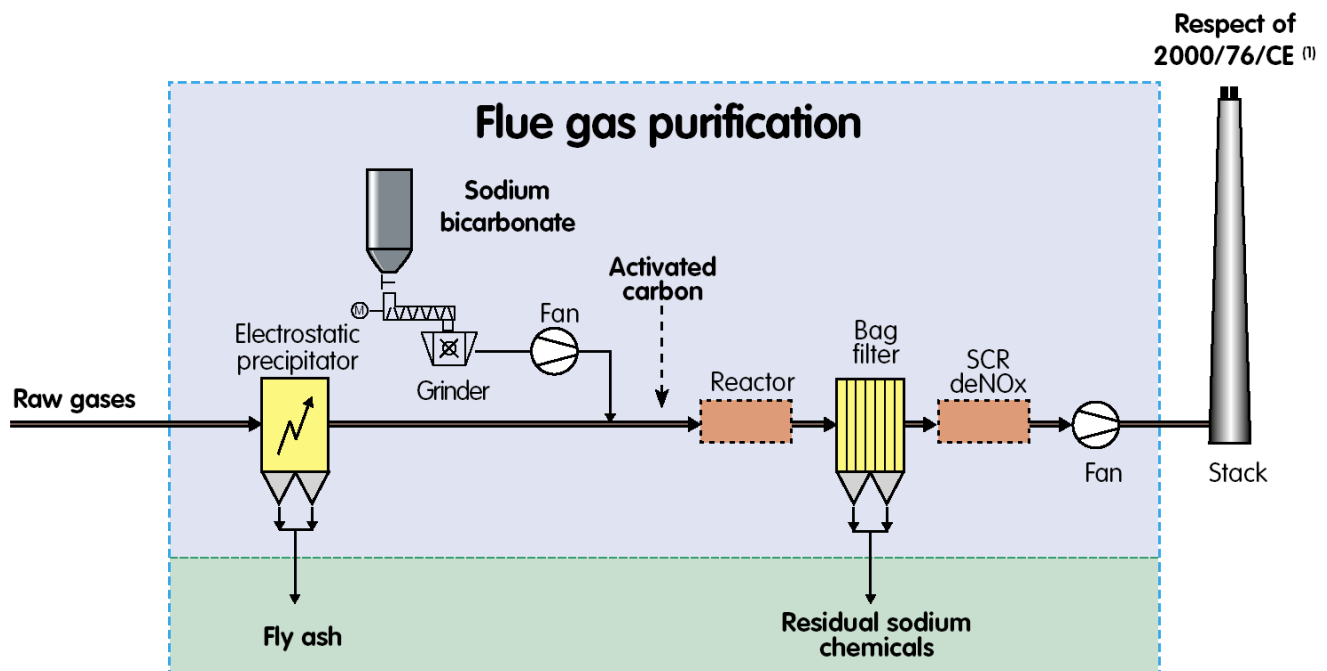 Respect of
2000/76/CE (1)
Flue gas purification
Sodium
bicarbonate
Activated
carbon
M
Fan
Electrostatic
precipitator
Grinder
Bag
filter
SCR
deNOx
Reactor
Raw gases
Fan
Stack
Fly ash
Residual sodium
chemicals